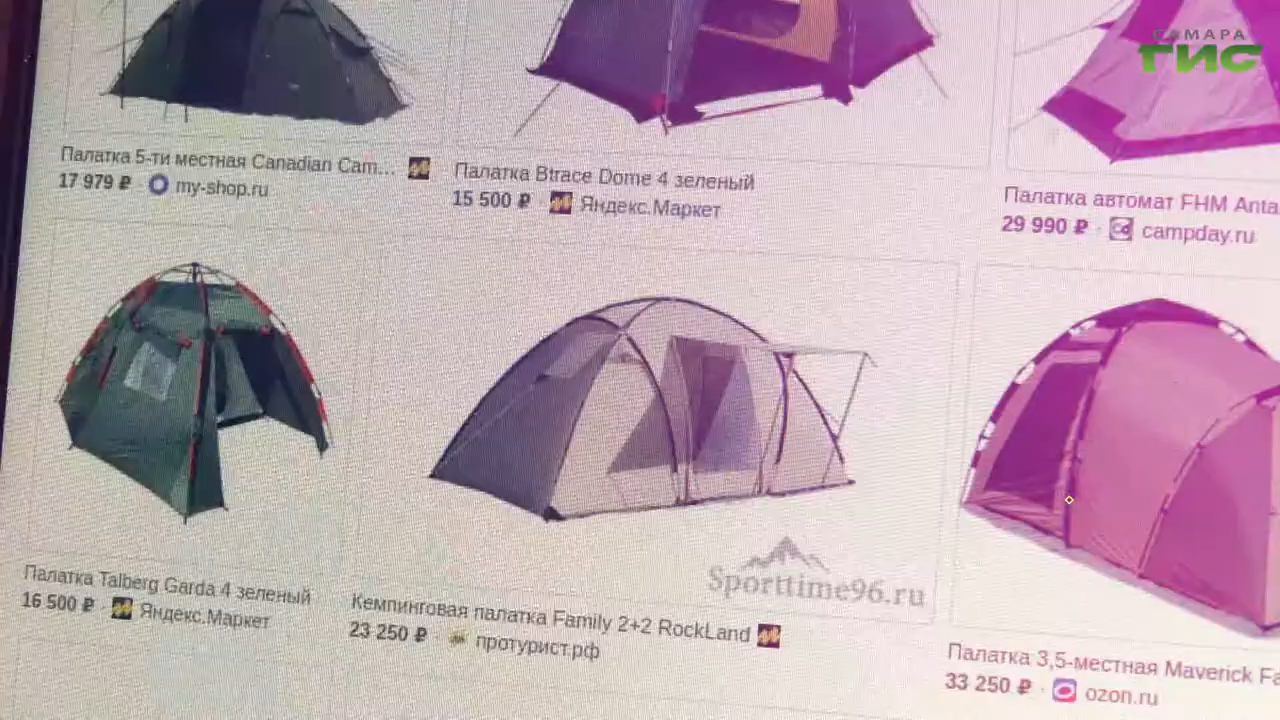 САМАРА
ГИС
Палатка 5-ти местная Canadian Cam...
17 979 ₽ · my-shop.ru
Палатка Btrace Dome 4 зеленый
15 500 ₽ · Яндекс.Маркет
Палатка автомат FHM Anta
29 990 ₽ · campday.ru
Sporttime96.ru
Палатка Talberg Garda 4 зеленый
16 500 ₽ · Яндекс.Маркет
Кемпинговая палатка Family 2+2 RockLand
23 250 ₽ · протурист.рф
Палатка 3,5-местная Maverick Fa
33 250 ₽ · ozon.ru